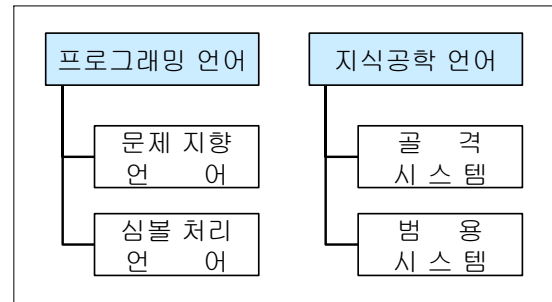 프로그래밍 언어
문제 지향
언 어
심볼 처리
언 어
지식공학 언어
골 격
시 스 템
범 용
시 스 템